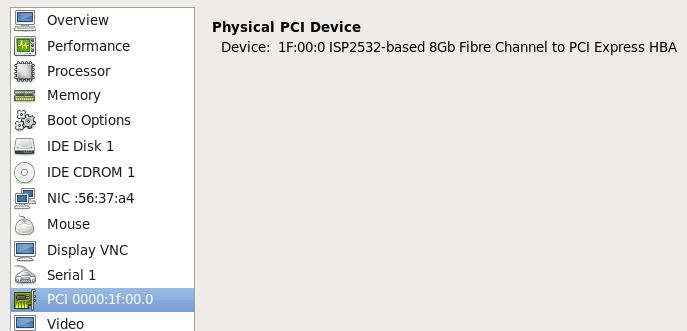 Overview
Performance
Processor
Memory
Boot Options
IDE Disk 1
IDE CDROM 1
NIC :56:37:a4
Mouse
Display VNC
Serial 1
PCI 0000:1f:00.0
Video
Physical PCI Device
Device: 1F:00:0 ISP2532-based 8Gb Fibre Channel to PCI Express HBA